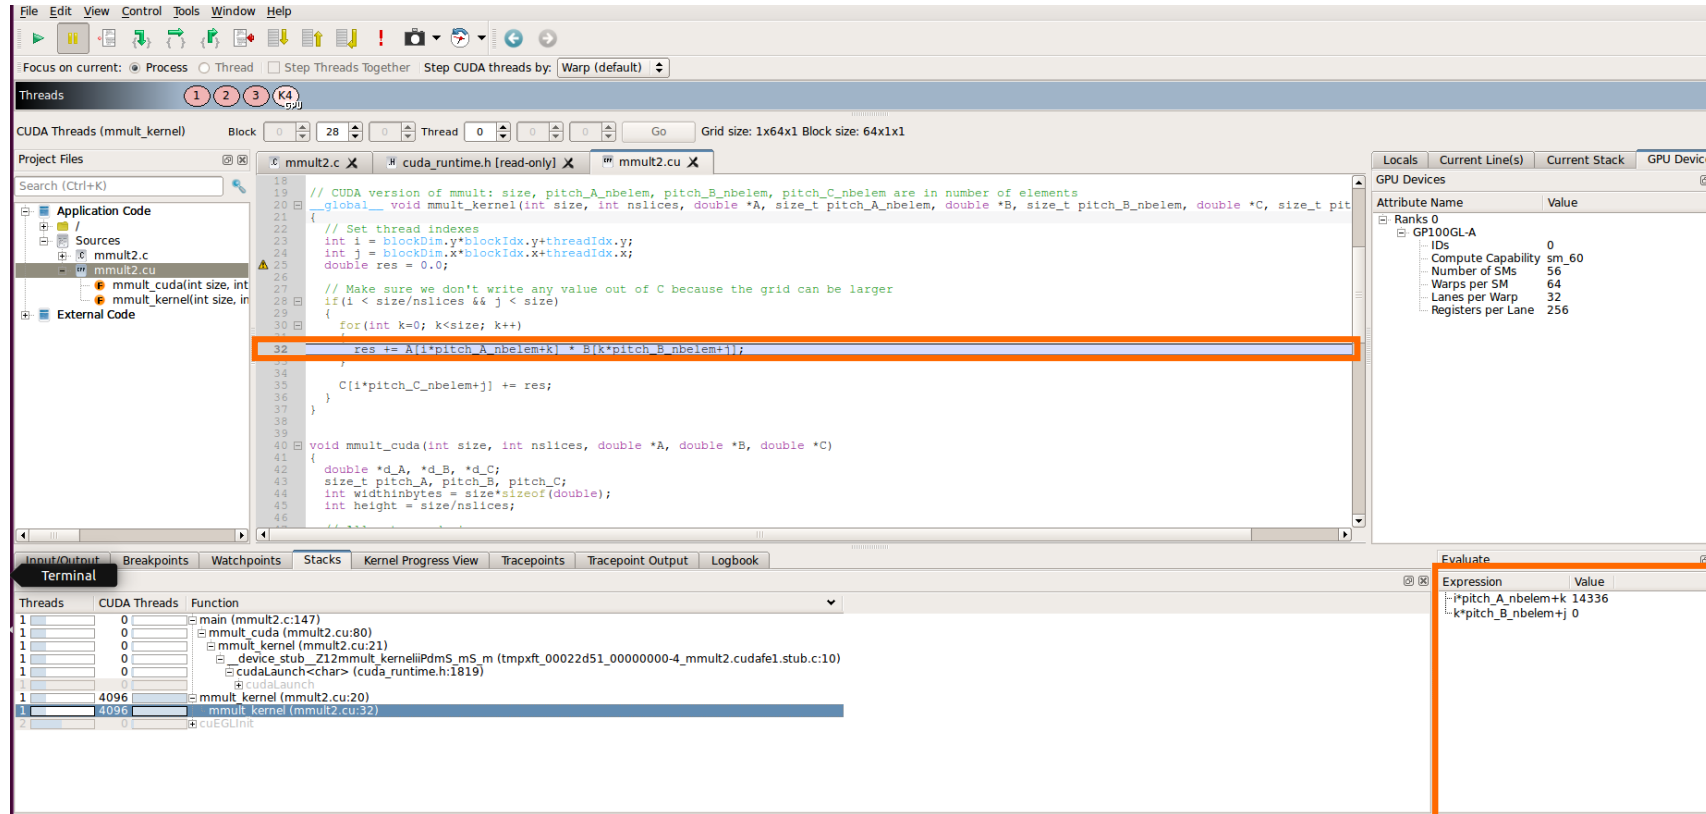 File Edit View Control Tools Window Help
Focus on current: Process Thread Step Threads Together Step CUDA threads by: Warp (default)
Threads 1 2 3 K4 GPU
CUDA Threads (mmult_kernel) Block 0 28 0 Thread 0 0 0 Go Grid size: 1x64x1 Block size: 64x1x1
Project Files
Search (Ctrl+K)
Application Code
/
Sources
mmult2.c
mmult2.cu
mmult_cuda(int size, int
mmult_kernel(int size, in
External Code
mmult2.c cuda_runtime.h [read-only] mmult2.cu
18
19 // CUDA version of mmult: size, pitch_A_nbelem, pitch_B_nbelem, pitch_C_nbelem are in number of elements
20 __global__ void mmult_kernel(int size, int nslices, double *A, size_t pitch_A_nbelem, double *B, size_t pitch_B_nbelem, double *C, size_t pit
21 {
22 // Set thread indexes
23 int i = blockDim.y*blockIdx.y+threadIdx.y;
24 int j = blockDim.x*blockIdx.x+threadIdx.x;
25 double res = 0.0;
26
27 // Make sure we don't write any value out of C because the grid can be larger
28 if(i < size/nslices && j < size)
29 {
30 for(int k=0; k<size; k++)
32 res += A[i*pitch_A_nbelem+k] * B[k*pitch_B_nbelem+j];
33 }
34
35 C[i*pitch_C_nbelem+j] += res;
36 }
37 }
38
39
40 void mmult_cuda(int size, int nslices, double *A, double *B, double *C)
41 {
42 double *d_A, *d_B, *d_C;
43 size_t pitch_A, pitch_B, pitch_C;
44 int widthinbytes = size*sizeof(double);
45 int height = size/nslices;
46
Locals Current Line(s) Current Stack GPU Device
GPU Devices
Attribute Name Value
Ranks 0
GP100GL-A
IDs 0
Compute Capability sm_60
Number of SMs 56
Warps per SM 64
Lanes per Warp 32
Registers per Lane 256
Input/Output Breakpoints Watchpoints Stacks Kernel Progress View Tracepoints Tracepoint Output Logbook
Terminal
Threads CUDA Threads Function
1 0 main (mmult2.c:147)
1 0 mmult_cuda (mmult2.cu:80)
1 0 mmult_kernel (mmult2.cu:21)
1 0 __device_stub__Z12mmult_kerneliiPdmS_mS_m (tmpxft_00022d51_00000000-4_mmult2.cudafe1.stub.c:10)
1 0 cudaLaunch<char> (cuda_runtime.h:1819)
1 0 cudaLaunch
1 4096 mmult_kernel (mmult2.cu:20)
1 4096 mmult_kernel (mmult2.cu:32)
2 0 cuEGLInit
Evaluate
Expression Value
i*pitch_A_nbelem+k 14336
k*pitch_B_nbelem+j 0